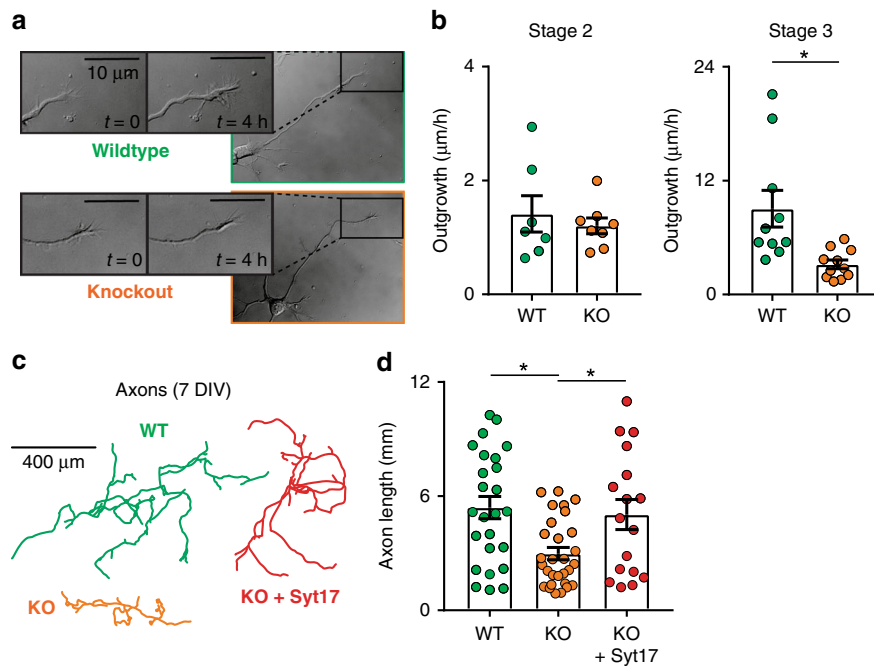 a
10 μm
t = 0
t = 4 h
Wildtype
t = 0
t = 4 h
Knockout
b
Stage 2
Outgrowth (μm/h)
4
2
0
WT
KO
Stage 3
Outgrowth (μm/h)
24
12
0
*
WT
KO
c
Axons (7 DIV)
400 μm
WT
KO
KO + Syt17
d
Axon length (mm)
12
6
0
*
*
WT
KO
KO
+ Syt17